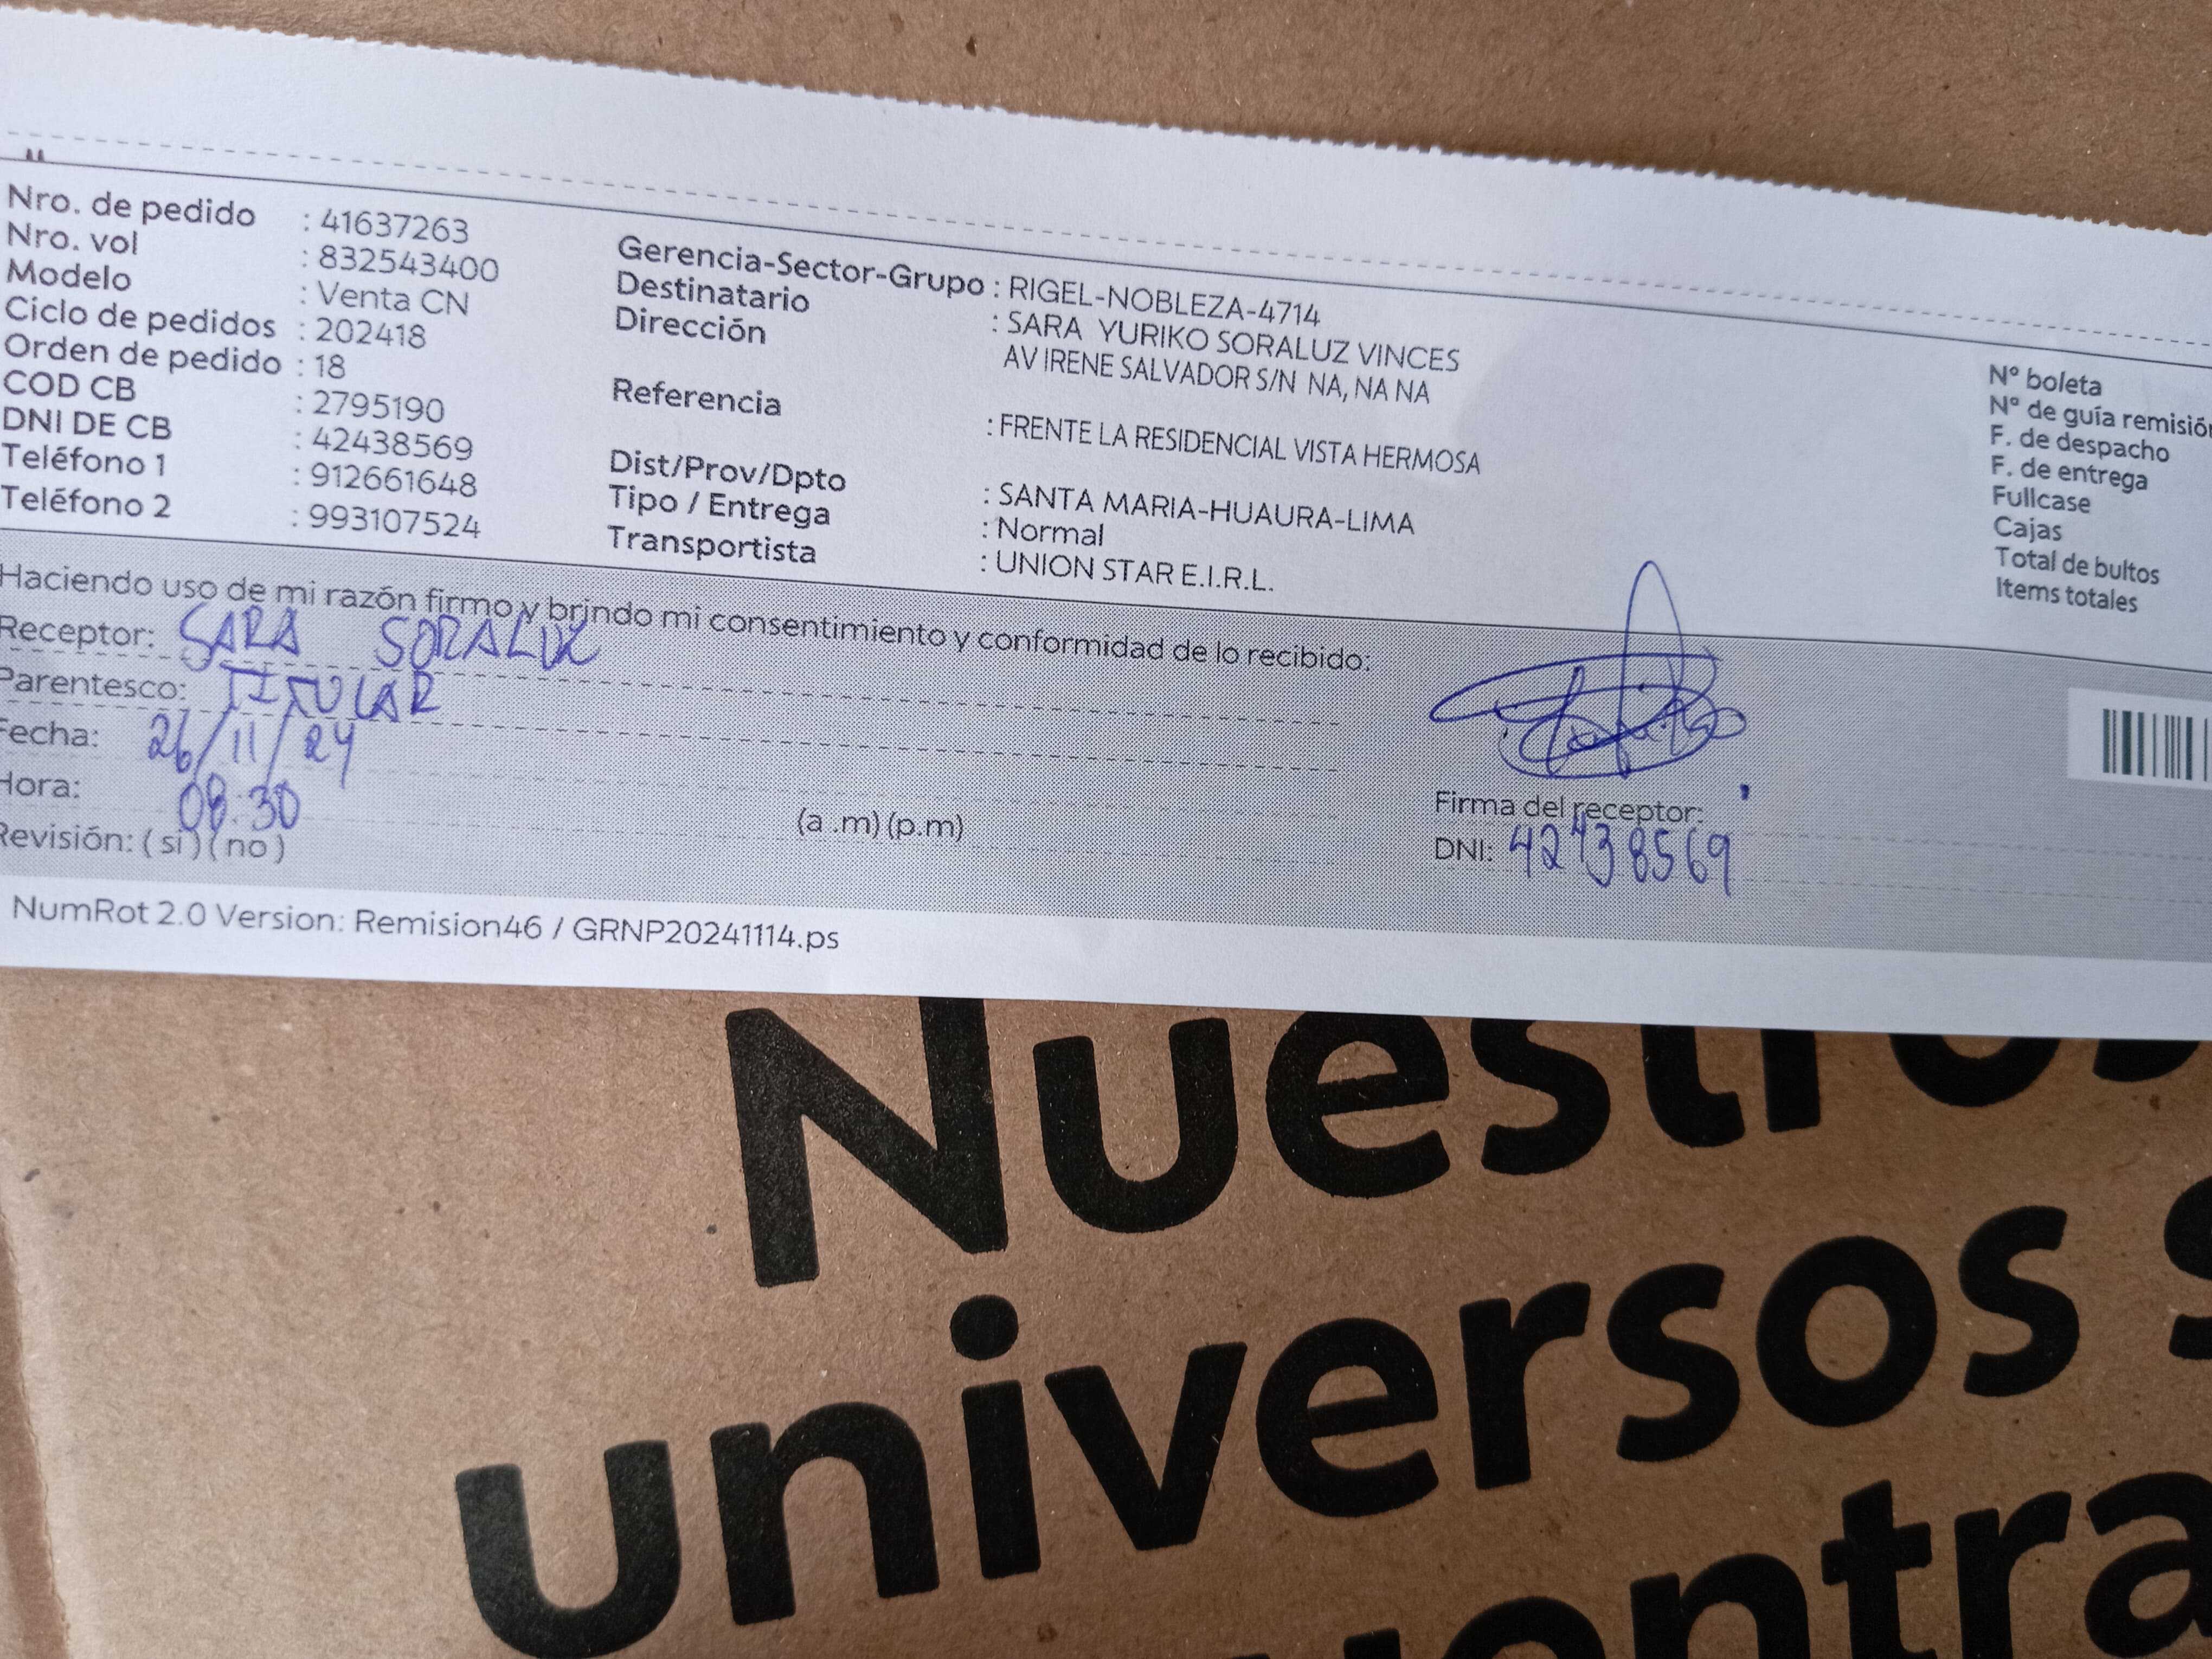 Nro. de pedido : 41637263
Nro. vol : 832543400
Modelo : Venta CN
Ciclo de pedidos : 202418
Orden de pedido : 18
COD CB : 2795190
DNI DE CB : 42438569
Teléfono 1 : 912661648
Teléfono 2 : 993107524
Gerencia-Sector-Grupo : RIGEL-NOBLEZA-4714
Destinatario : SARA YURIKO SORALUZ VINCES
Dirección AV IRENE SALVADOR S/N NA, NA NA
Referencia : FRENTE LA RESIDENCIAL VISTA HERMOSA
Dist/Prov/Dpto : SANTA MARIA-HUAURA-LIMA
Tipo / Entrega : Normal
Transportista : UNION STAR E.I.R.L.
N° boleta
N° de guía remisión
F. de despacho
F. de entrega
Fullcase
Cajas
Total de bultos
Items totales
Haciendo uso de mi razón firmo y brindo mi consentimiento y conformidad de lo recibido:
Receptor: SARA SORALUZ
Parentesco: TITULAR
Fecha: 26/11/24
Hora: 08:30 (a .m) (p.m)
Revisión: ( si ) ( no )
Firma del receptor:
DNI: 42438569
NumRot 2.0 Version: Remision46 / GRNP20241114.ps
Nuestros
universos s